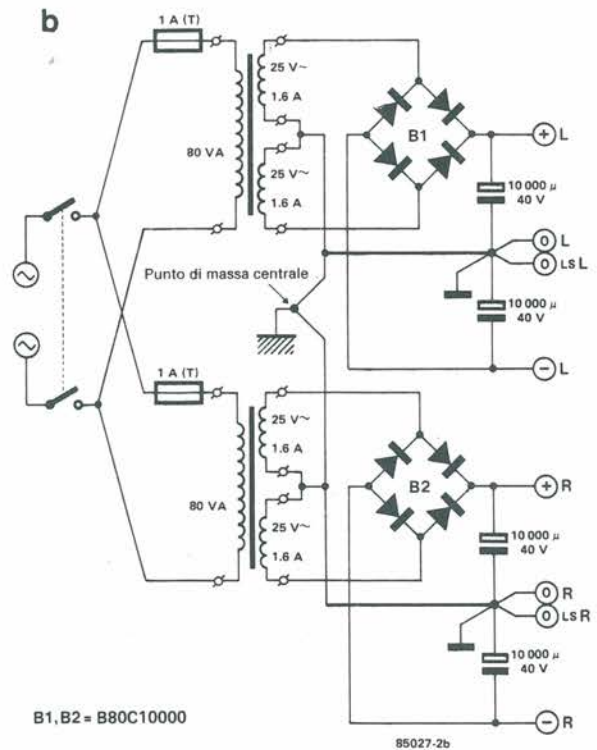 b
1 A (T)
25 V~
1.6 A
80 VA
25 V~
1.6 A
B1
+ L
10 000 μ
40 V
0 L
0 LS L
10 000 μ
40 V
− L
Punto di massa centrale
1 A (T)
25 V~
1.6 A
80 VA
25 V~
1.6 A
B2
+ R
10 000 μ
40 V
0 R
0 LS R
10 000 μ
40 V
− R
B1, B2 = B80C10000
85027-2b